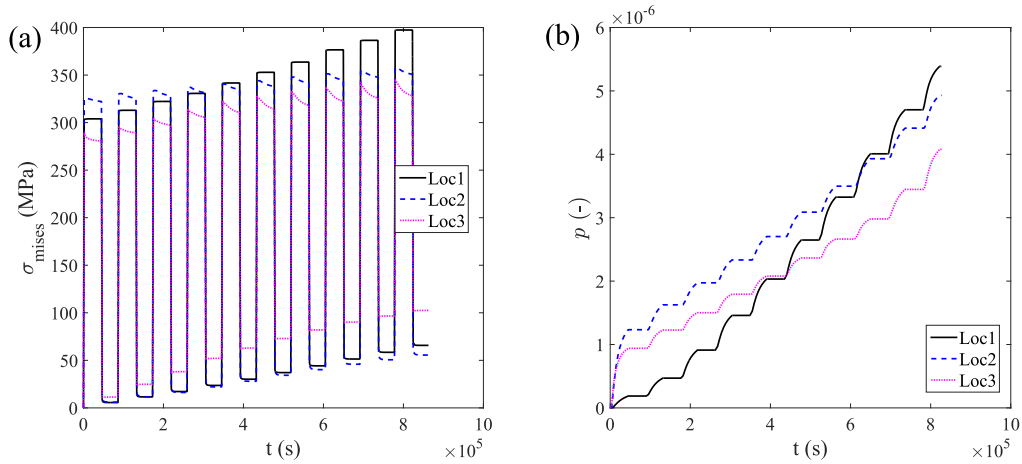 (a)
400
350
300
250
200
150
100
50
0
σmises (MPa)
0 2 4 6 8 10
t (s)
×10^5
Loc1
Loc2
Loc3
(b)
×10^-6
6
5
4
3
2
1
0
p (-)
0 2 4 6 8 10
t (s)
×10^5
Loc1
Loc2
Loc3